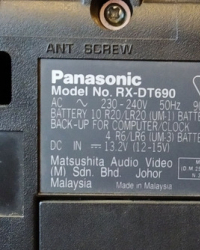 ANT SCREW
Panasonic
Model No. RX-DT690
AC ~ 230-240V 50Hz
BATTERY 10 R20/LR20 (UM-1) BATT
BACK-UP FOR COMPUTER/CLOCK
4 R6/LR6 (UM-3) BATT
DC IN 13.2V (12-15V)
Matsushita Audio Video
(M) Sdn. Bhd. Johor
Malaysia Made in Malaysia